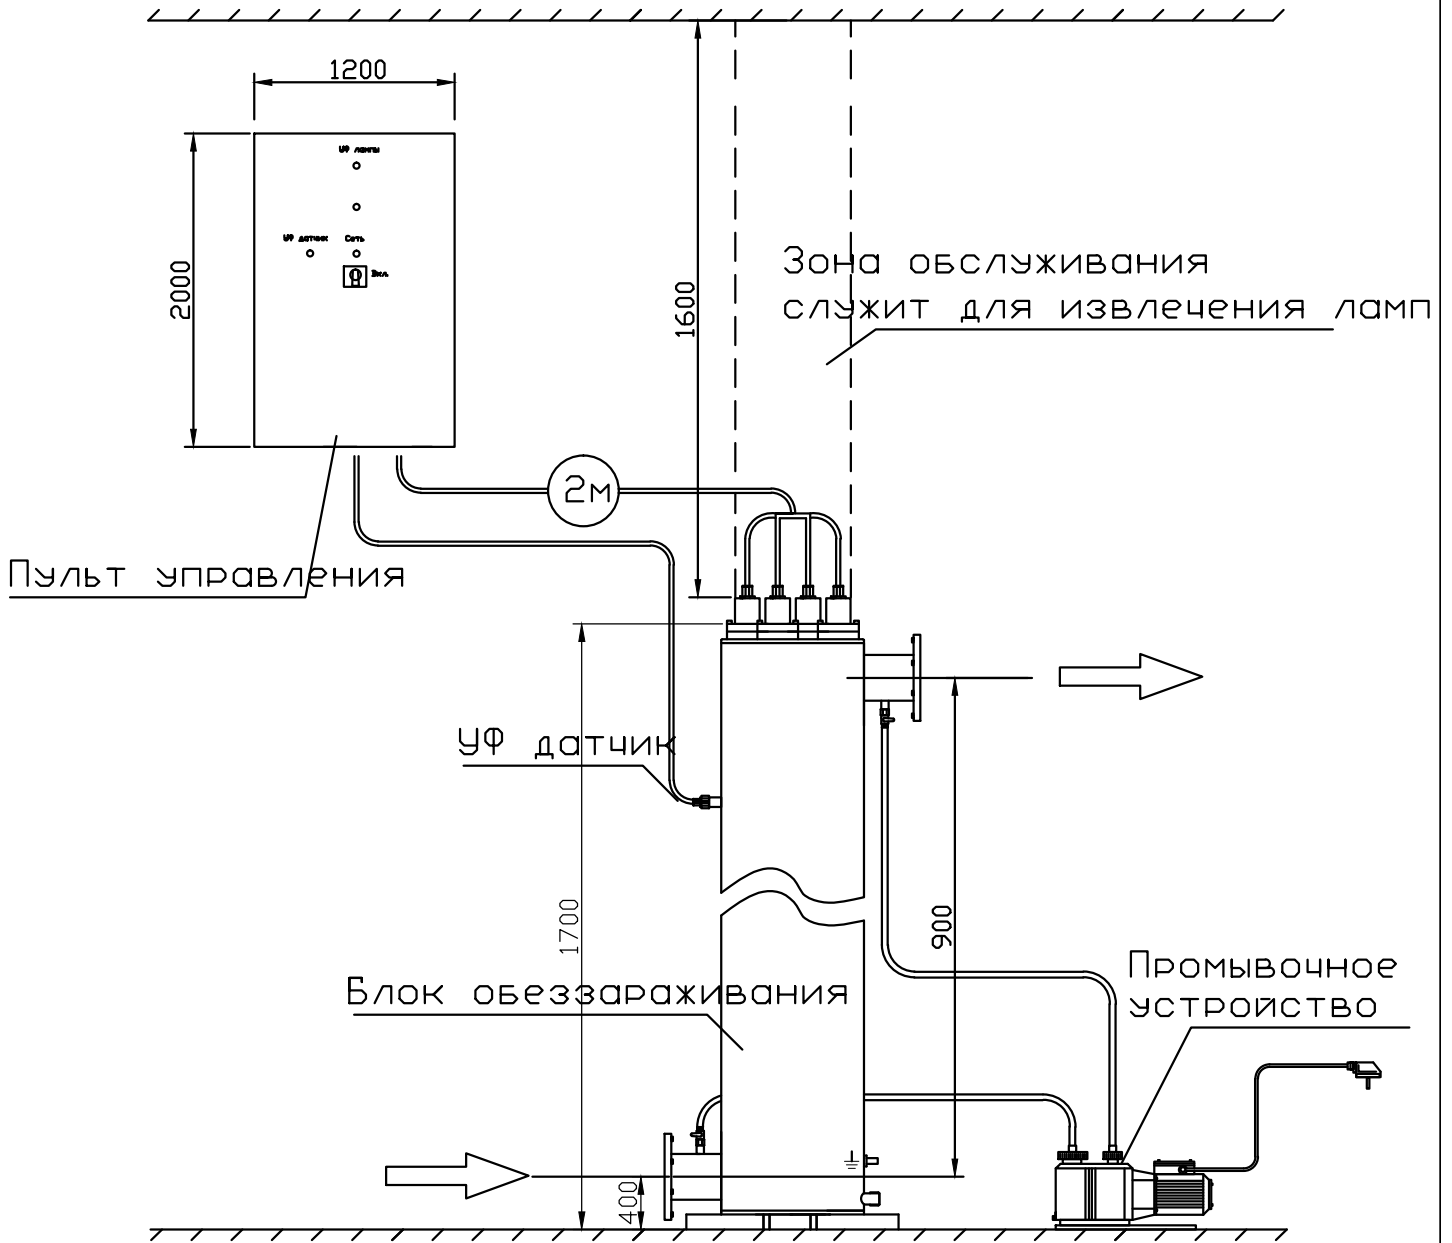 1200
УФ лампы
УФ датчик
Сеть
Вкл.
2000
1600
Зона обслуживания
служит для извлечения ламп
2м
Пульт управления
УФ датчик
1700
900
Блок обеззараживания
Промывочное
устройство
400